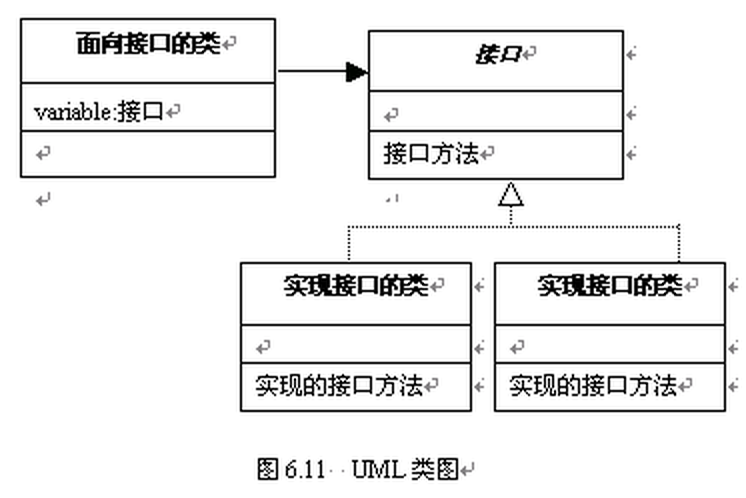 面向接口的类
variable:接口
接口
接口方法
实现接口的类
实现的接口方法
实现接口的类
实现的接口方法
图 6.11 UML 类图